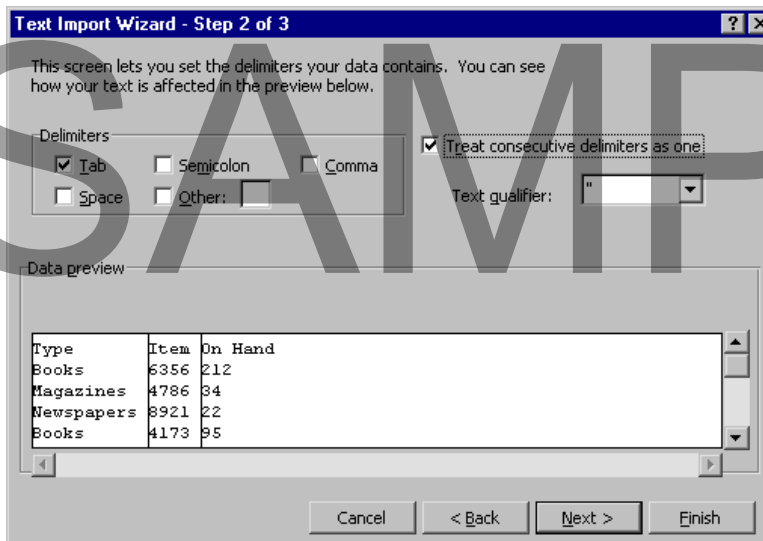 Text Import Wizard - Step 2 of 3
This screen lets you set the delimiters your data contains. You can see
how your text is affected in the preview below.
Delimiters
Tab Semicolon Comma
Space Other:
Treat consecutive delimiters as one
Text qualifier: "
Data preview
Type Item On Hand
Books 6356 212
Magazines 4786 34
Newspapers 8921 22
Books 4173 95
Cancel < Back Next > Finish
SAMP